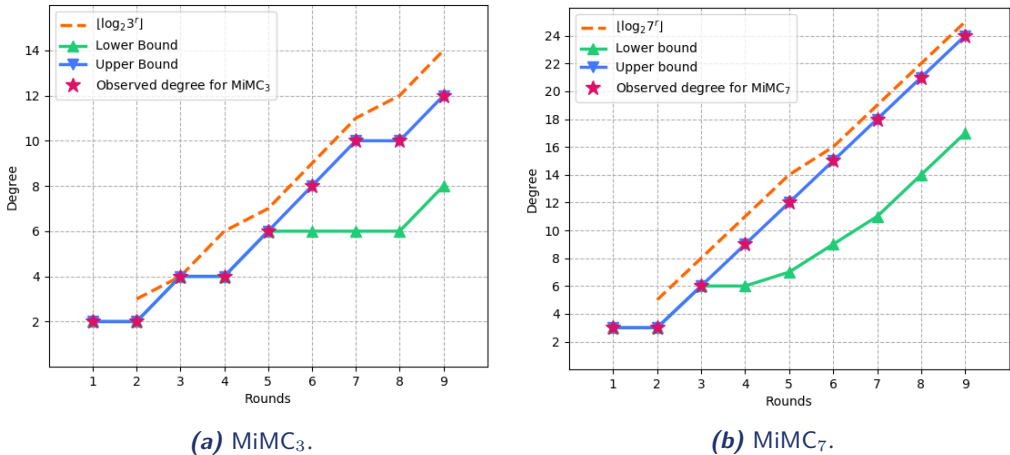 ⌊log₂3ʳ⌋
Lower Bound
Upper Bound
Observed degree for MiMC₃
14
12
10
8
6
4
2
Degree
1 2 3 4 5 6 7 8 9
Rounds
(a) MiMC₃.
⌊log₂7ʳ⌋
Lower bound
Upper bound
Observed degree for MiMC₇
24
22
20
18
16
14
12
10
8
6
4
2
Degree
1 2 3 4 5 6 7 8 9
Rounds
(b) MiMC₇.